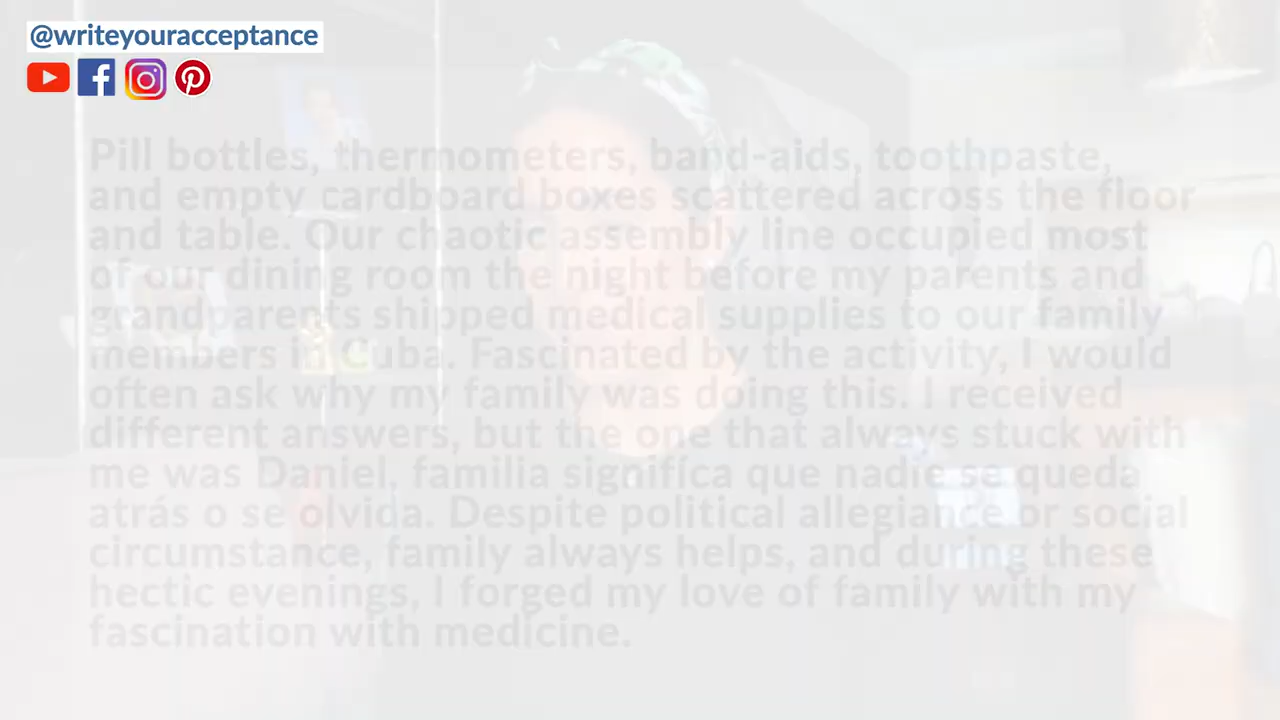 @writeyouracceptance
Pill bottles, thermometers, band-aids, toothpaste,
and empty cardboard boxes scattered across the floor
and table. Our chaotic assembly line occupied most
of our dining room the night before my parents and
grandparents shipped medical supplies to our family
members in Cuba. Fascinated by the activity, I would
often ask why my family was doing this. I received
different answers, but the one that always stuck with
me was Daniel, familia significa que nadie se queda
atrás o se olvida. Despite political allegiance or social
circumstance, family always helps, and during these
hectic evenings, I forged my love of family with my
fascination with medicine.